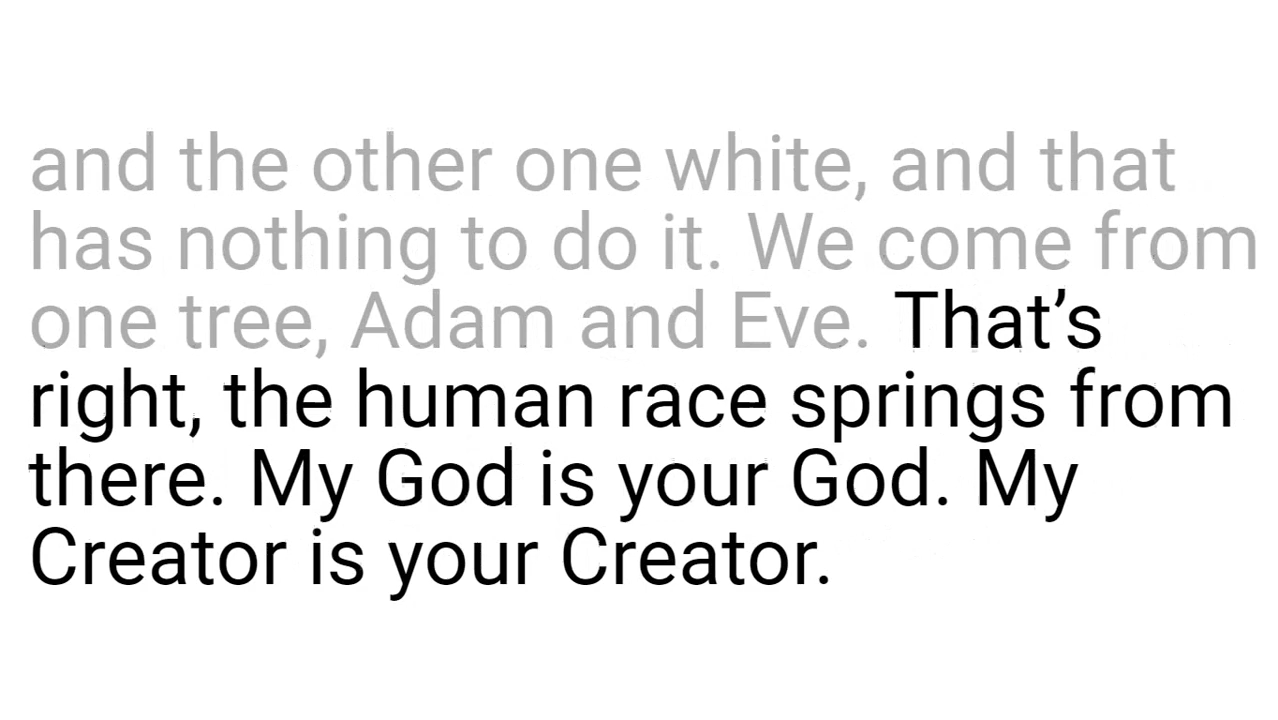 and the other one white, and that
has nothing to do it. We come from
one tree, Adam and Eve. That’s
right, the human race springs from
there. My God is your God. My
Creator is your Creator.